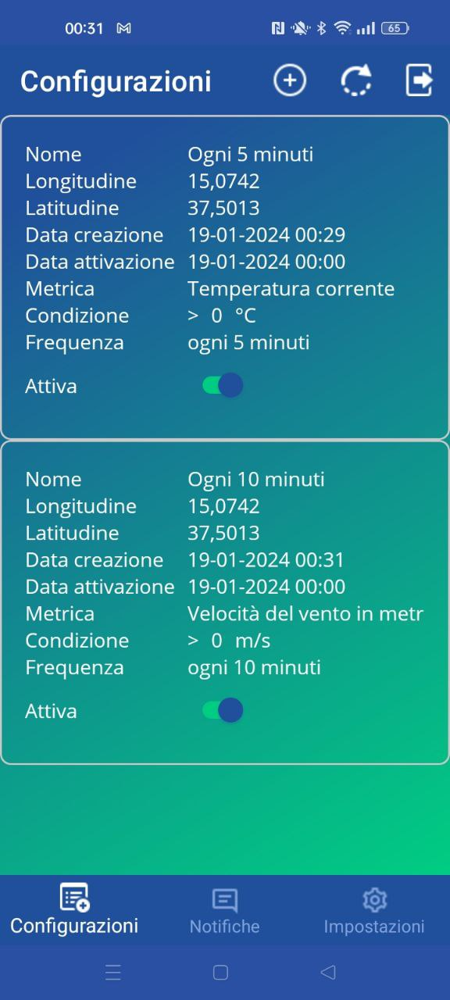 00:31 65
Configurazioni
Nome Ogni 5 minuti
Longitudine 15,0742
Latitudine 37,5013
Data creazione 19-01-2024 00:29
Data attivazione 19-01-2024 00:00
Metrica Temperatura corrente
Condizione > 0 °C
Frequenza ogni 5 minuti
Attiva
Nome Ogni 10 minuti
Longitudine 15,0742
Latitudine 37,5013
Data creazione 19-01-2024 00:31
Data attivazione 19-01-2024 00:00
Metrica Velocità del vento in metr
Condizione > 0 m/s
Frequenza ogni 10 minuti
Attiva
Configurazioni Notifiche Impostazioni